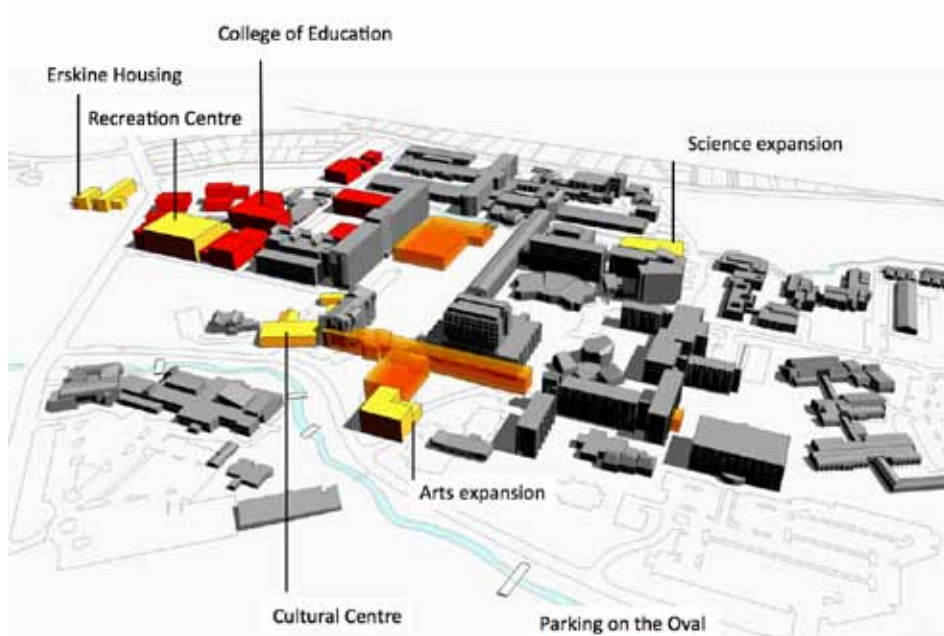 College of Education
Erskine Housing
Recreation Centre
Science expansion
Arts expansion
Cultural Centre
Parking on the Oval